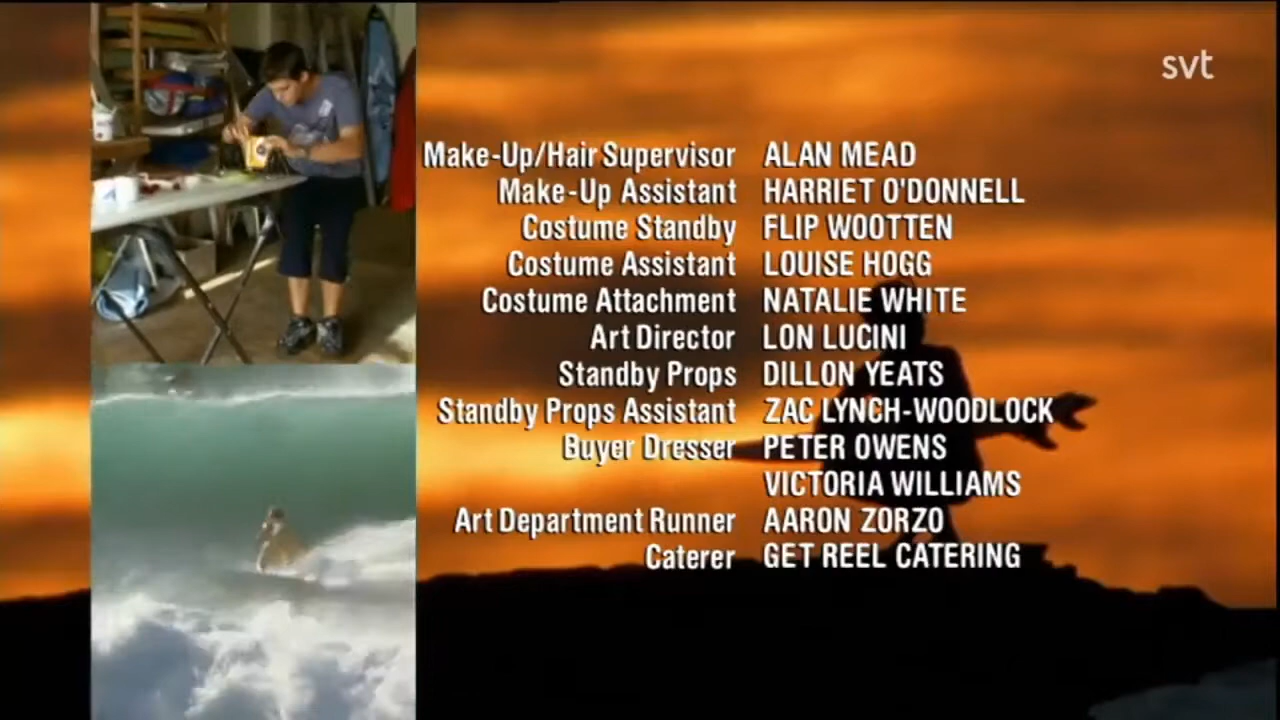 svt
Make-Up/Hair Supervisor ALAN MEAD
Make-Up Assistant HARRIET O'DONNELL
Costume Standby FLIP WOOTTEN
Costume Assistant LOUISE HOGG
Costume Attachment NATALIE WHITE
Art Director LON LUCINI
Standby Props DILLON YEATS
Standby Props Assistant ZAC LYNCH-WOODLOCK
Buyer Dresser PETER OWENS
VICTORIA WILLIAMS
Art Department Runner AARON ZORZO
Caterer GET REEL CATERING